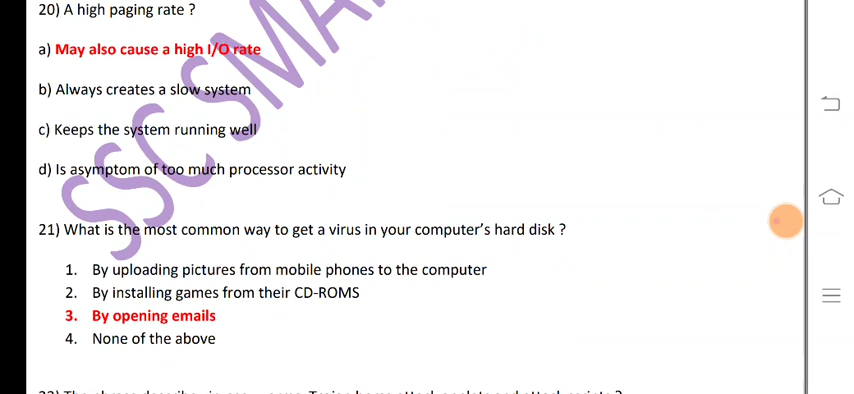 20) A high paging rate ?
a) May also cause a high I/O rate
b) Always creates a slow system
c) Keeps the system running well
d) Is asymptom of too much processor activity
SSC SMA
21) What is the most common way to get a virus in your computer’s hard disk ?
1. By uploading pictures from mobile phones to the computer
2. By installing games from their CD-ROMS
3. By opening emails
4. None of the above